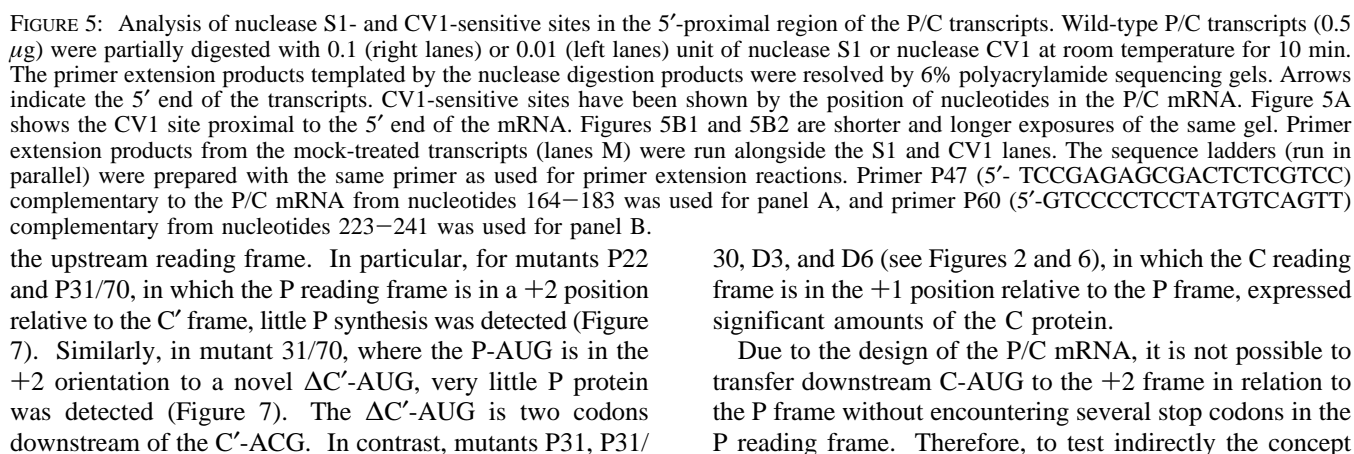 FIGURE 5: Analysis of nuclease S1- and CV1-sensitive sites in the 5′-proximal region of the P/C transcripts. Wild-type P/C transcripts (0.5
μg) were partially digested with 0.1 (right lanes) or 0.01 (left lanes) unit of nuclease S1 or nuclease CV1 at room temperature for 10 min.
The primer extension products templated by the nuclease digestion products were resolved by 6% polyacrylamide sequencing gels. Arrows
indicate the 5′ end of the transcripts. CV1-sensitive sites have been shown by the position of nucleotides in the P/C mRNA. Figure 5A
shows the CV1 site proximal to the 5′ end of the mRNA. Figures 5B1 and 5B2 are shorter and longer exposures of the same gel. Primer
extension products from the mock-treated transcripts (lanes M) were run alongside the S1 and CV1 lanes. The sequence ladders (run in
parallel) were prepared with the same primer as used for primer extension reactions. Primer P47 (5′- TCCGAGAGCGACTCTCGTCC)
complementary to the P/C mRNA from nucleotides 164−183 was used for panel A, and primer P60 (5′-GTCCCCTCCTATGTCAGTT)
complementary from nucleotides 223−241 was used for panel B.
the upstream reading frame. In particular, for mutants P22
and P31/70, in which the P reading frame is in a +2 position
relative to the C′ frame, little P synthesis was detected (Figure
7). Similarly, in mutant 31/70, where the P-AUG is in the
+2 orientation to a novel ΔC′-AUG, very little P protein
was detected (Figure 7). The ΔC′-AUG is two codons
downstream of the C′-ACG. In contrast, mutants P31, P31/
30, D3, and D6 (see Figures 2 and 6), in which the C reading
frame is in the +1 position relative to the P frame, expressed
significant amounts of the C protein.
Due to the design of the P/C mRNA, it is not possible to
transfer downstream C-AUG to the +2 frame in relation to
the P frame without encountering several stop codons in the
P reading frame. Therefore, to test indirectly the concept